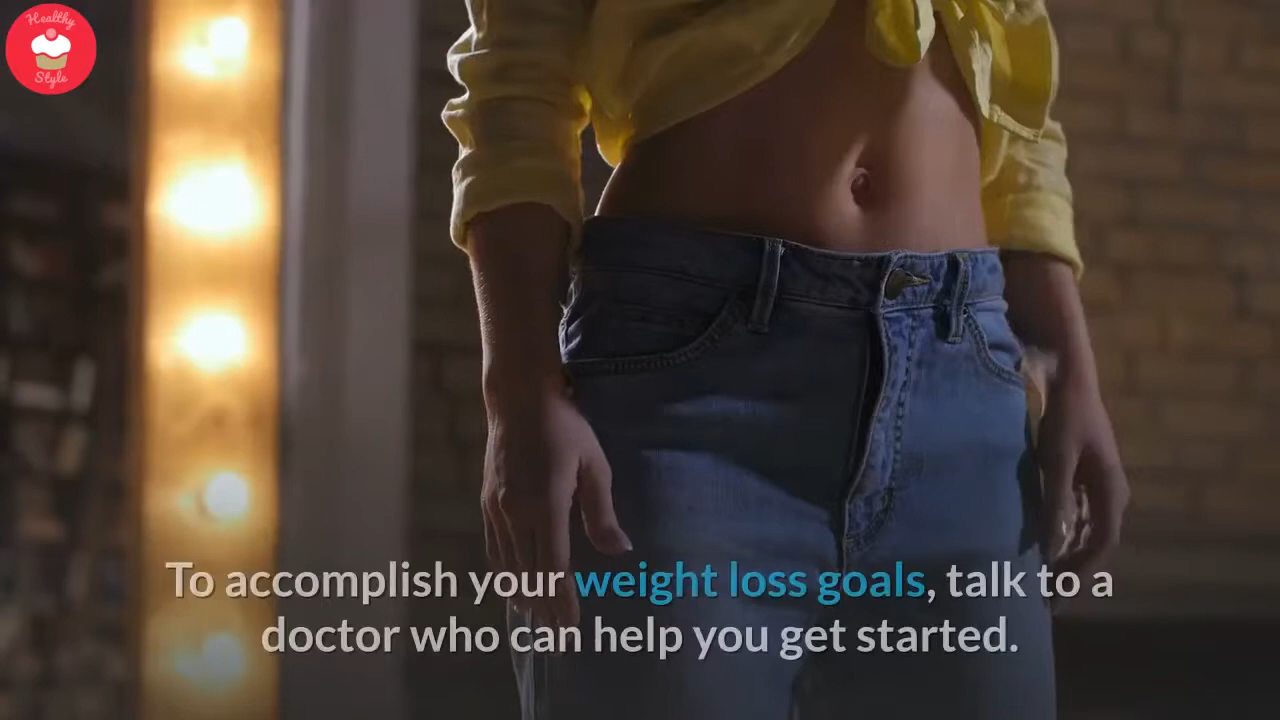 Healthy
Style
To accomplish your weight loss goals, talk to a
doctor who can help you get started.